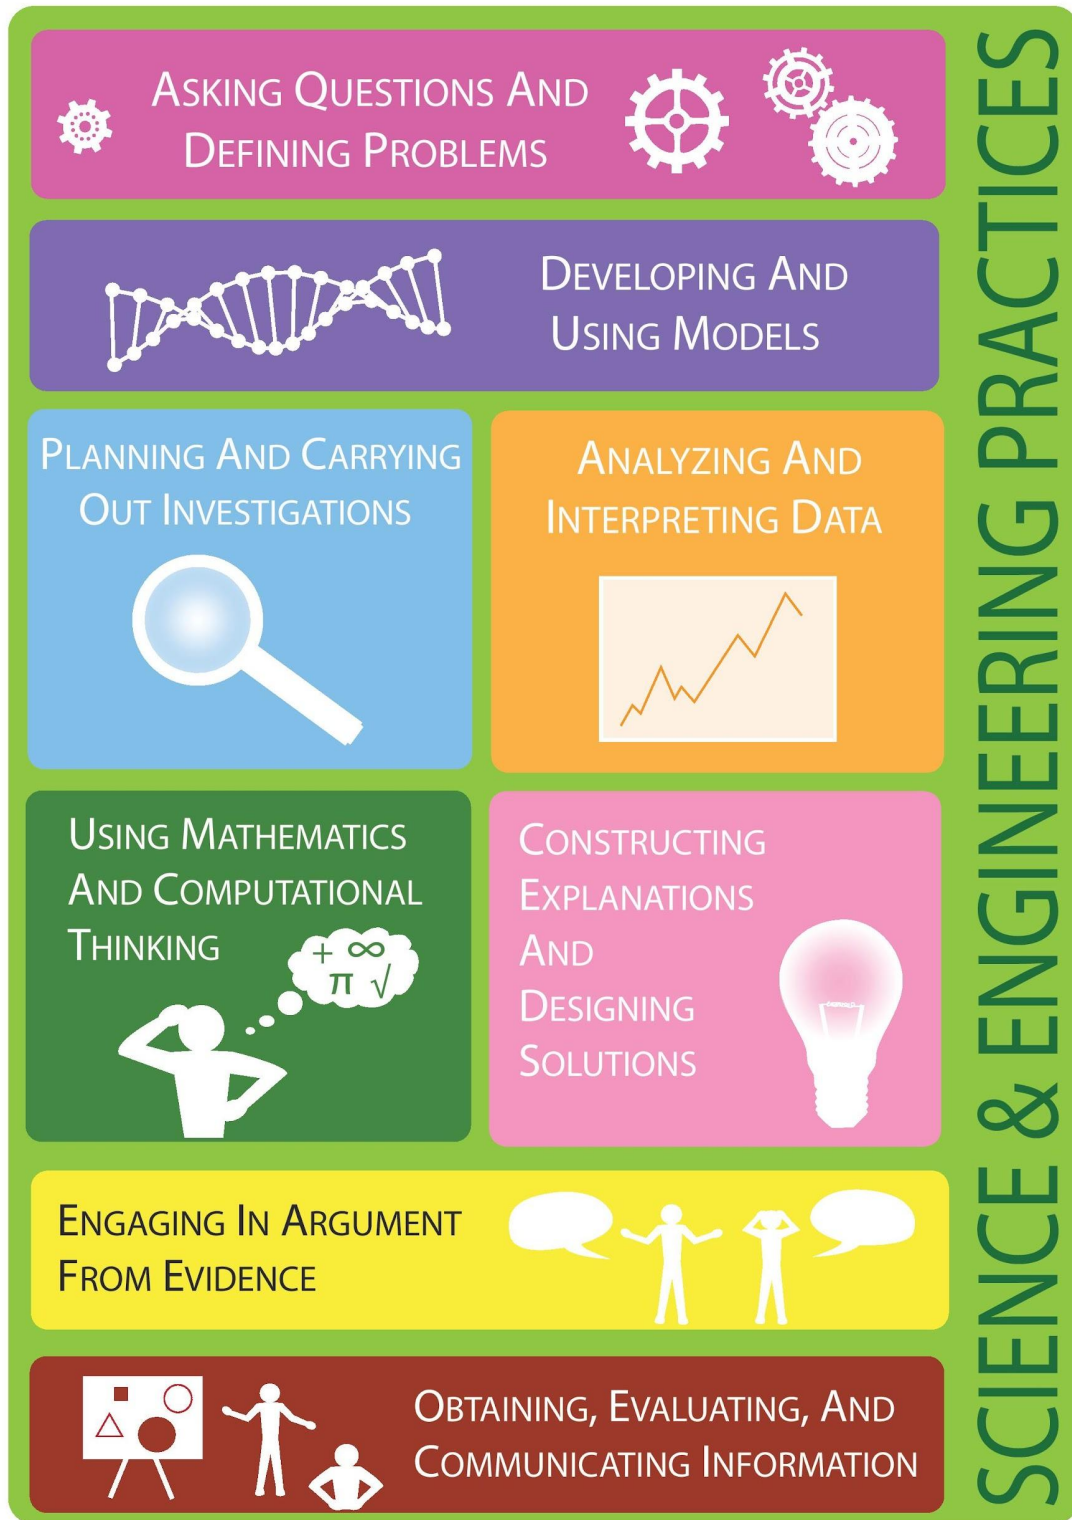 Asking Questions And
Defining Problems
Developing And
Using Models
Planning And Carrying
Out Investigations
Analyzing And
Interpreting Data
Using Mathematics
And Computational
Thinking
+ ∞
π √
Constructing
Explanations
And
Designing
Solutions
Engaging In Argument
From Evidence
Obtaining, Evaluating, And
Communicating Information
SCIENCE & ENGINEERING PRACTICES